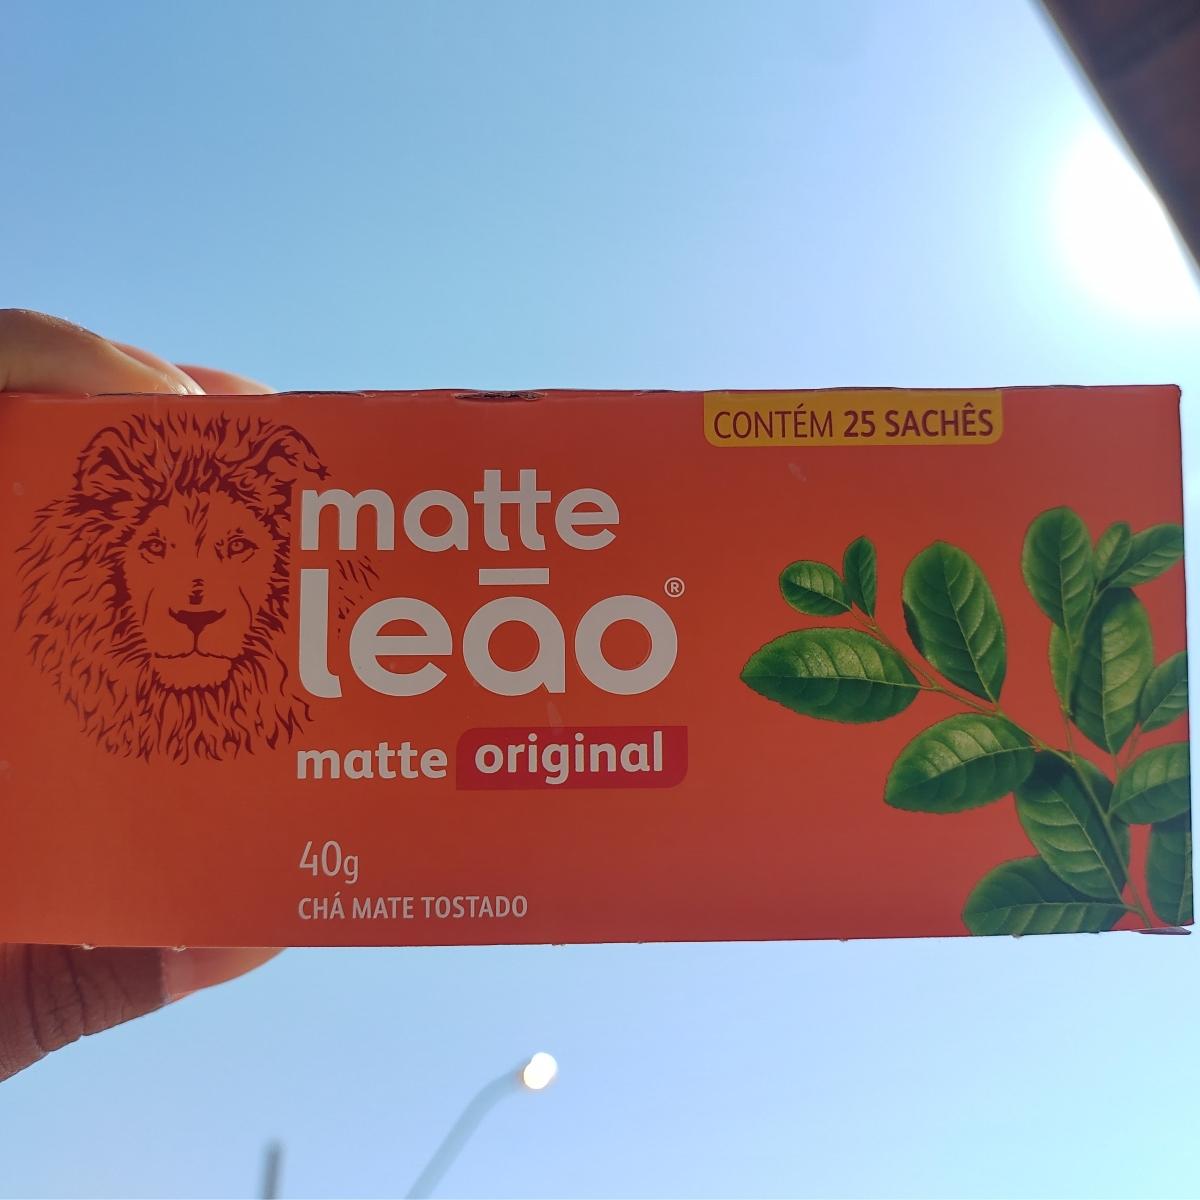 CONTÉM 25 SACHÊS
matte
leão®
matte original
40g
CHÁ MATE TOSTADO